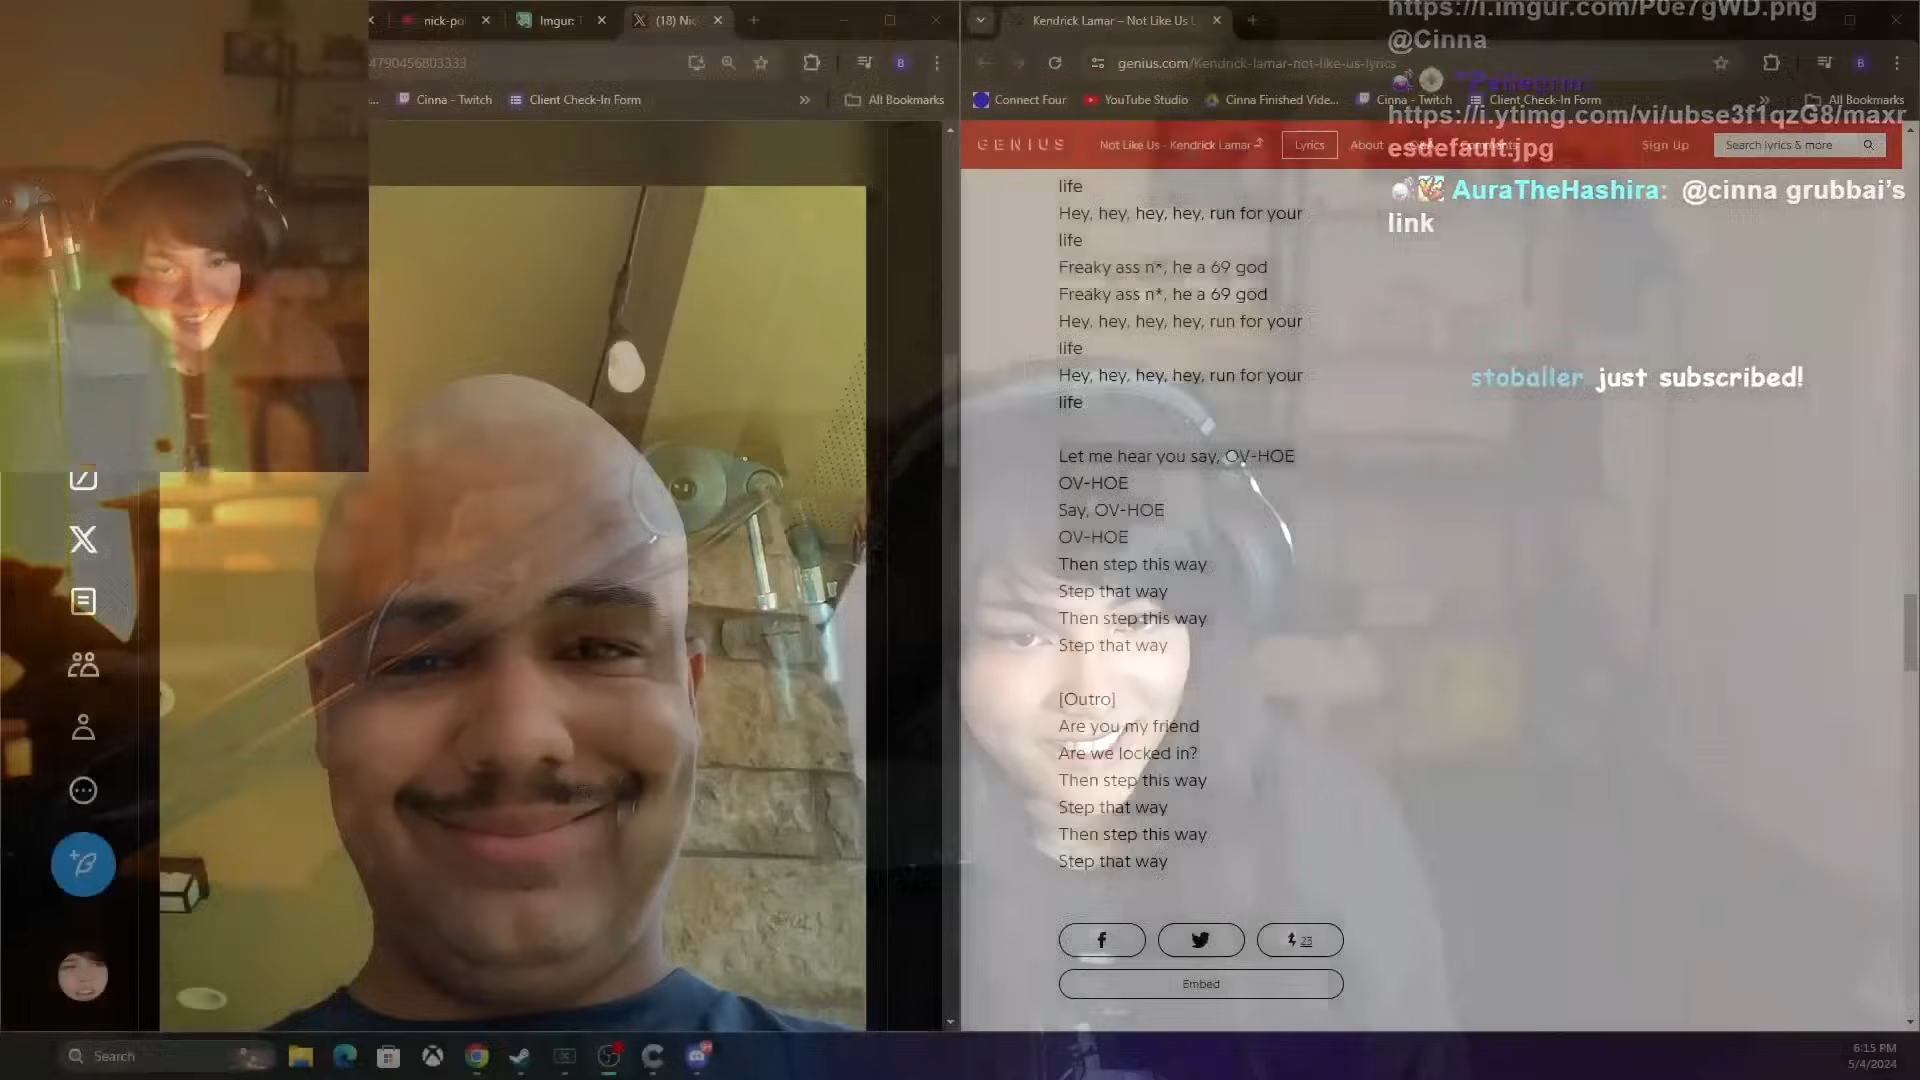 nick-pol
Imgur: T
(18) Nic
4790456803333
Cinna - Twitch
Client Check-In Form
All Bookmarks
Kendrick Lamar – Not Like Us L
genius.com/Kendrick-lamar-not-like-us-lyrics
Connect Four
YouTube Studio
Cinna Finished Vide...
Cinna - Twitch
Client Check-In Form
All Bookmarks
GENIUS
Not Like Us - Kendrick Lamar
Lyrics
About
Sign Up
Search lyrics & more
https://i.imgur.com/P0e7gWD.png
@Cinna
https://i.ytimg.com/vi/ubse3f1qzG8/maxr
esdefault.jpg
AuraTheHashira: @cinna grubbai's
link
stoballer just subscribed!
life
Hey, hey, hey, hey, run for your
life
Freaky ass n*, he a 69 god
Freaky ass n*, he a 69 god
Hey, hey, hey, hey, run for your
life
Hey, hey, hey, hey, run for your
life
Let me hear you say, OV-HOE
OV-HOE
Say, OV-HOE
OV-HOE
Then step this way
Step that way
Then step this way
Step that way
[Outro]
Are you my friend
Are we locked in?
Then step this way
Step that way
Then step this way
Step that way
23
Embed
Search
6:15 PM
5/4/2024